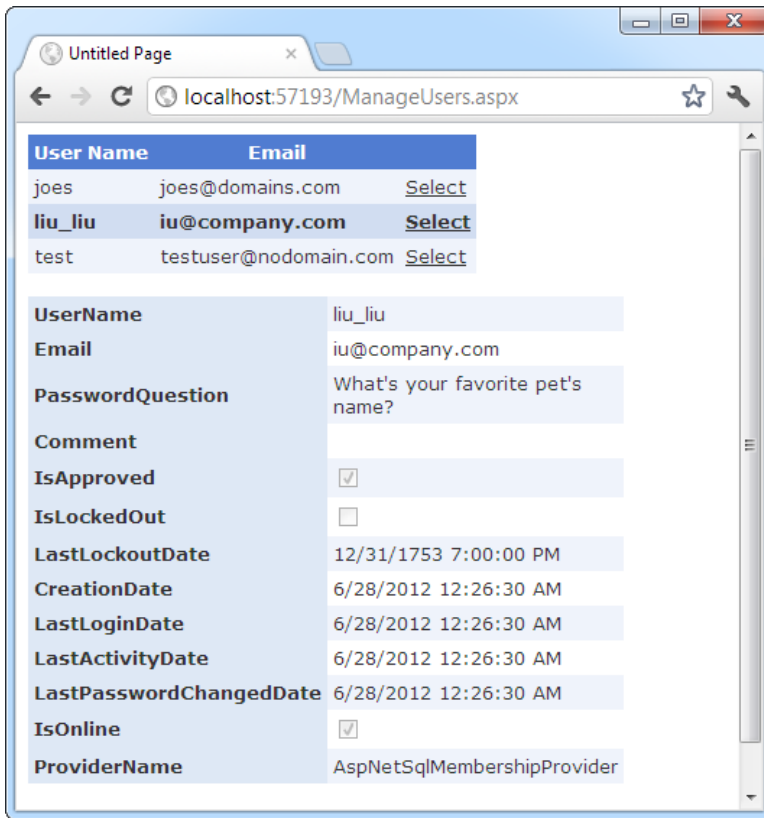 Untitled Page
localhost:57193/ManageUsers.aspx
User Name Email
joes joes@domains.com Select
liu_liu iu@company.com Select
test testuser@nodomain.com Select
UserName liu_liu
Email iu@company.com
PasswordQuestion What's your favorite pet's
name?
Comment
IsApproved
IsLockedOut
LastLockoutDate 12/31/1753 7:00:00 PM
CreationDate 6/28/2012 12:26:30 AM
LastLoginDate 6/28/2012 12:26:30 AM
LastActivityDate 6/28/2012 12:26:30 AM
LastPasswordChangedDate 6/28/2012 12:26:30 AM
IsOnline
ProviderName AspNetSqlMembershipProvider